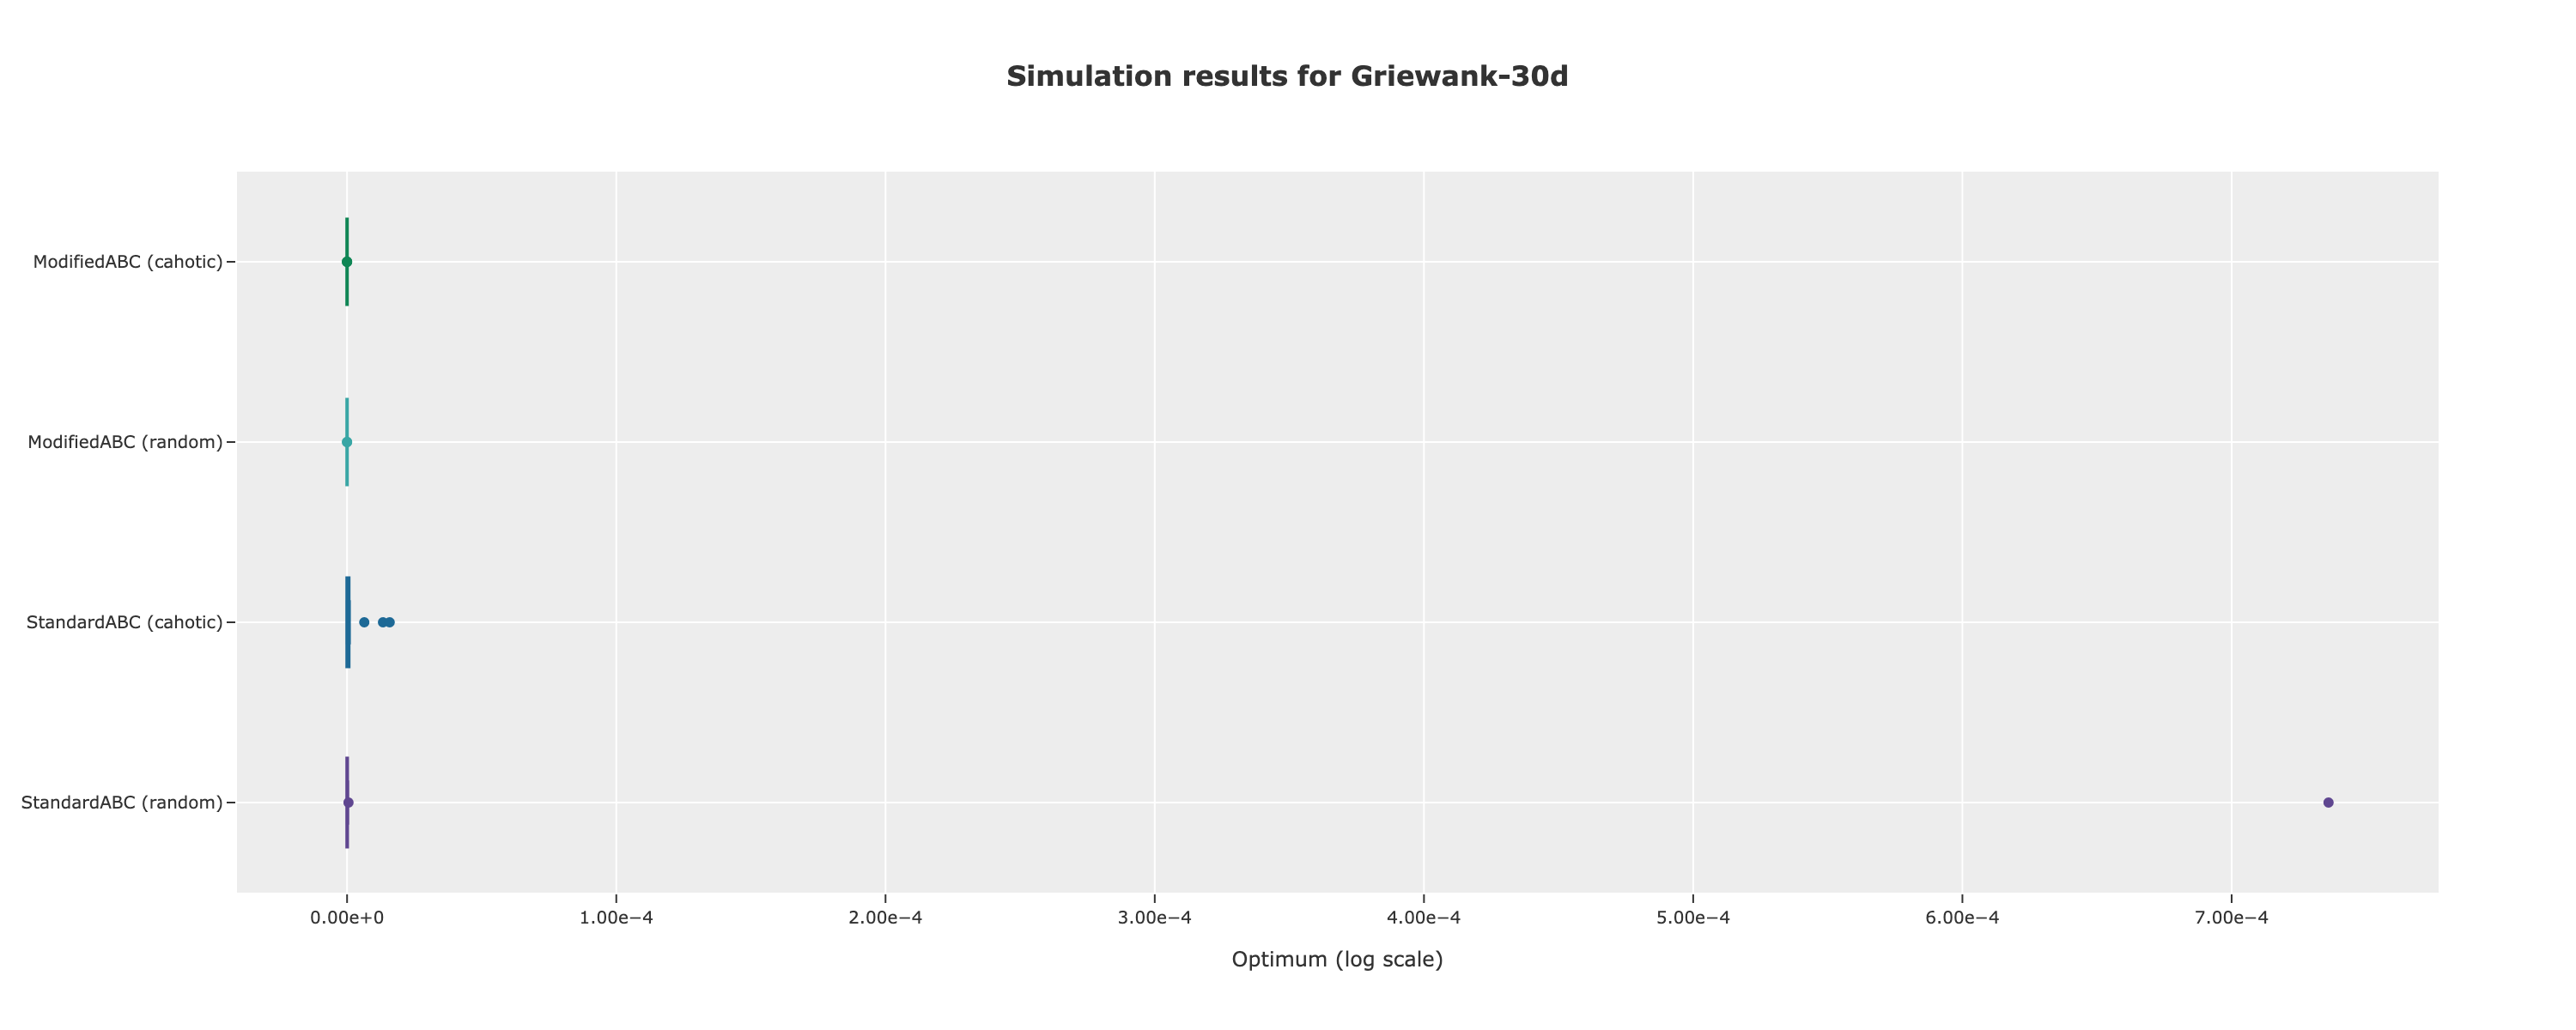 Simulation results for Griewank-30d
ModifiedABC (cahotic)
ModifiedABC (random)
StandardABC (cahotic)
StandardABC (random)
0.00e+0
1.00e−4
2.00e−4
3.00e−4
4.00e−4
5.00e−4
6.00e−4
7.00e−4
Optimum (log scale)